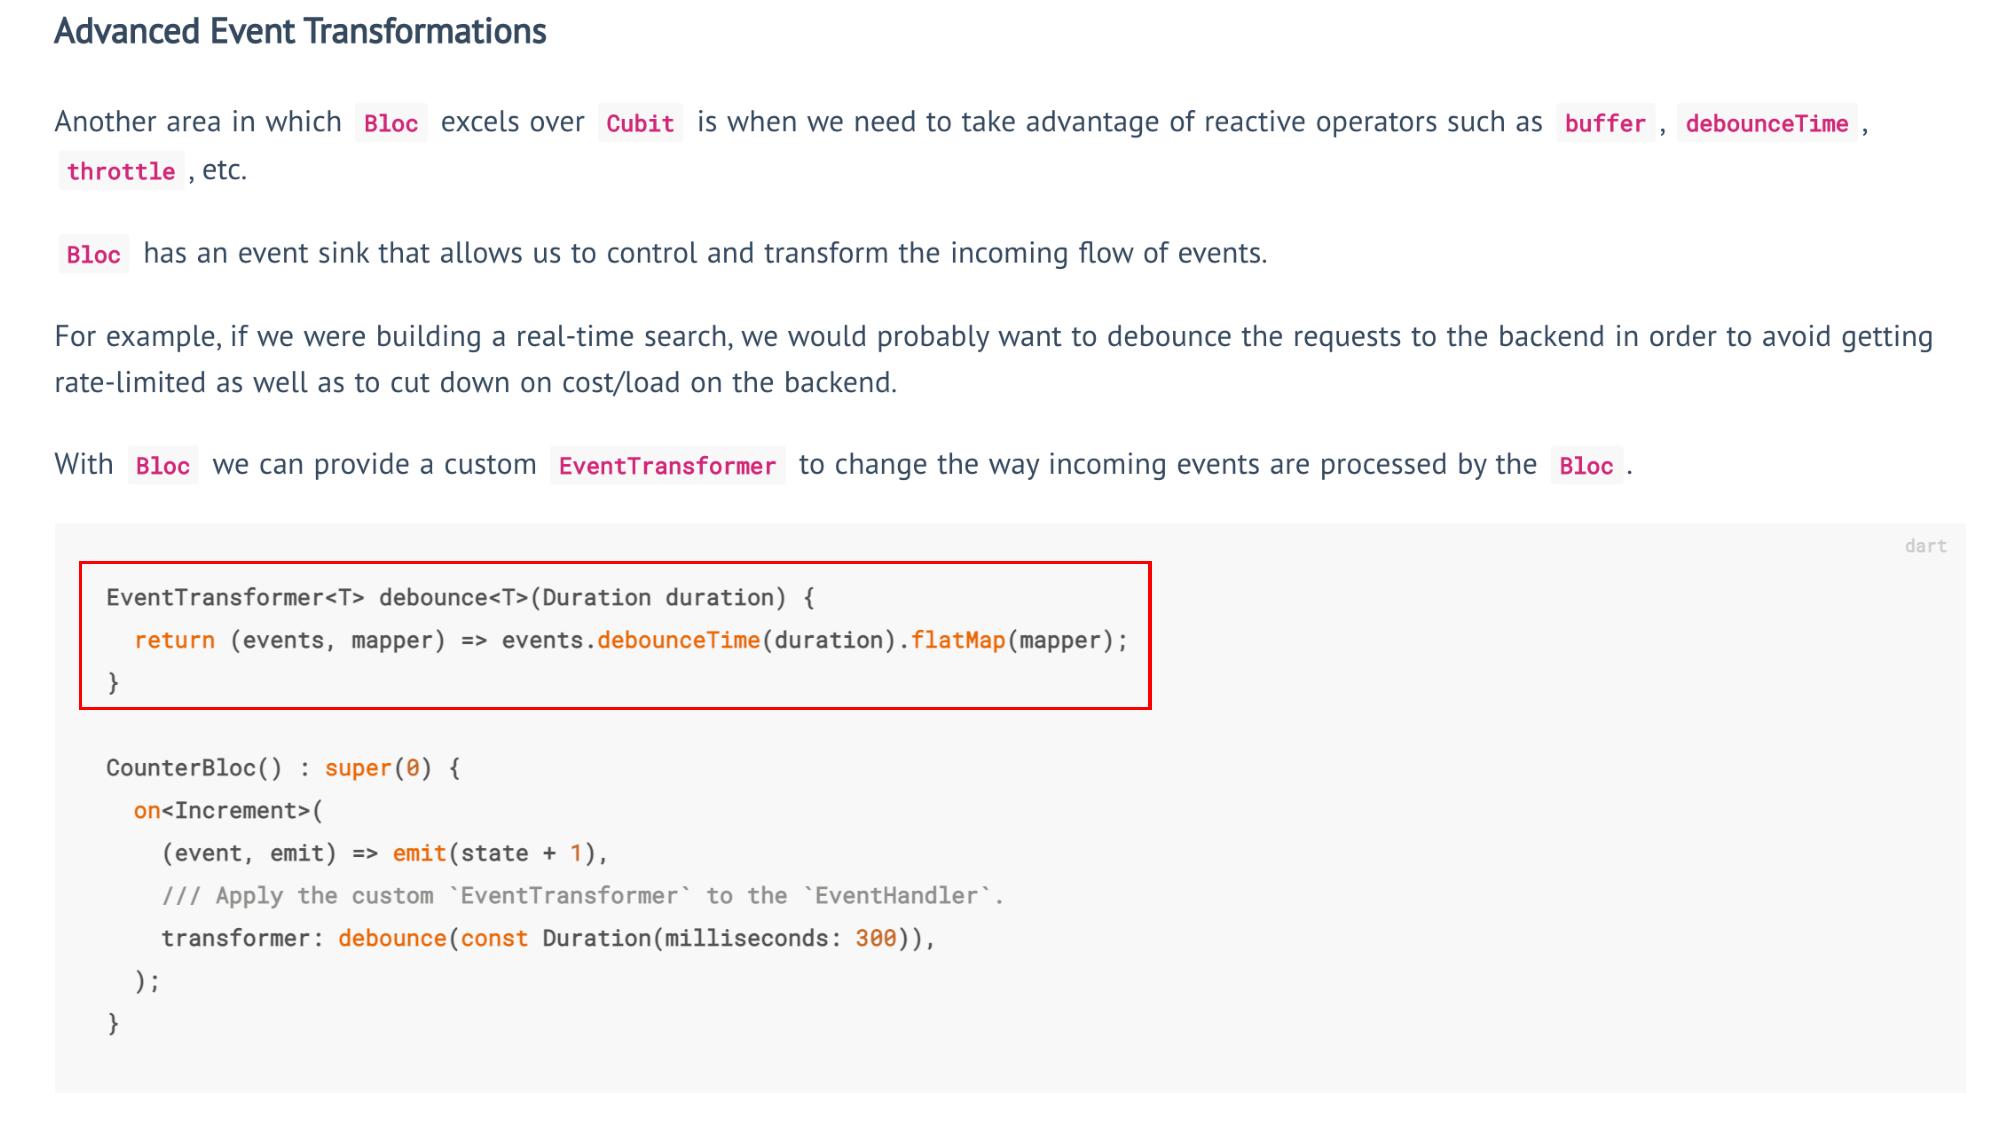 Advanced Event Transformations
Another area in which Bloc excels over Cubit is when we need to take advantage of reactive operators such as buffer , debounceTime ,
throttle , etc.
Bloc has an event sink that allows us to control and transform the incoming flow of events.
For example, if we were building a real-time search, we would probably want to debounce the requests to the backend in order to avoid getting
rate-limited as well as to cut down on cost/load on the backend.
With Bloc we can provide a custom EventTransformer to change the way incoming events are processed by the Bloc .
dart
EventTransformer<T> debounce<T>(Duration duration) {
  return (events, mapper) => events.debounceTime(duration).flatMap(mapper);
}
CounterBloc() : super(0) {
  on<Increment>(
    (event, emit) => emit(state + 1),
    /// Apply the custom `EventTransformer` to the `EventHandler`.
    transformer: debounce(const Duration(milliseconds: 300)),
  );
}